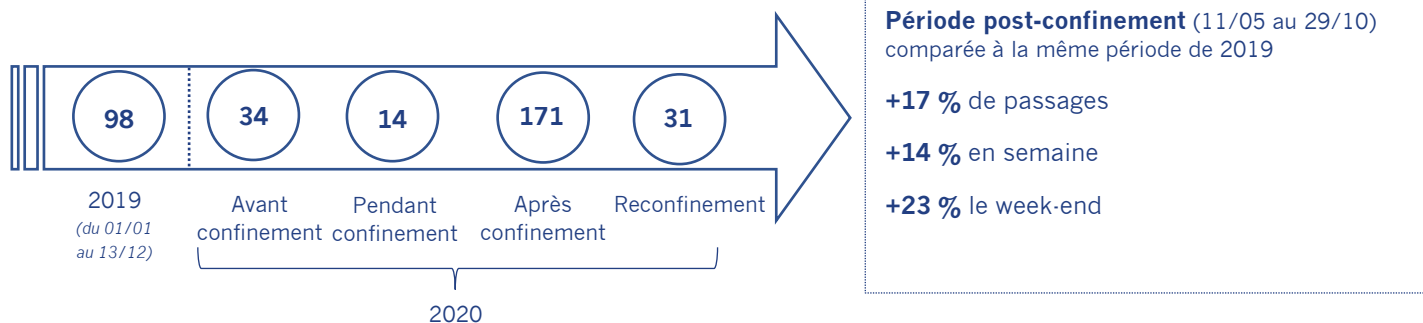 98
34
14
171
31
2019
(du 01/01
au 13/12)
Avant
confinement
Pendant
confinement
Après
confinement
Reconfinement
2020
Période post-confinement (11/05 au 29/10)
comparée à la même période de 2019
+17 % de passages
+14 % en semaine
+23 % le week-end